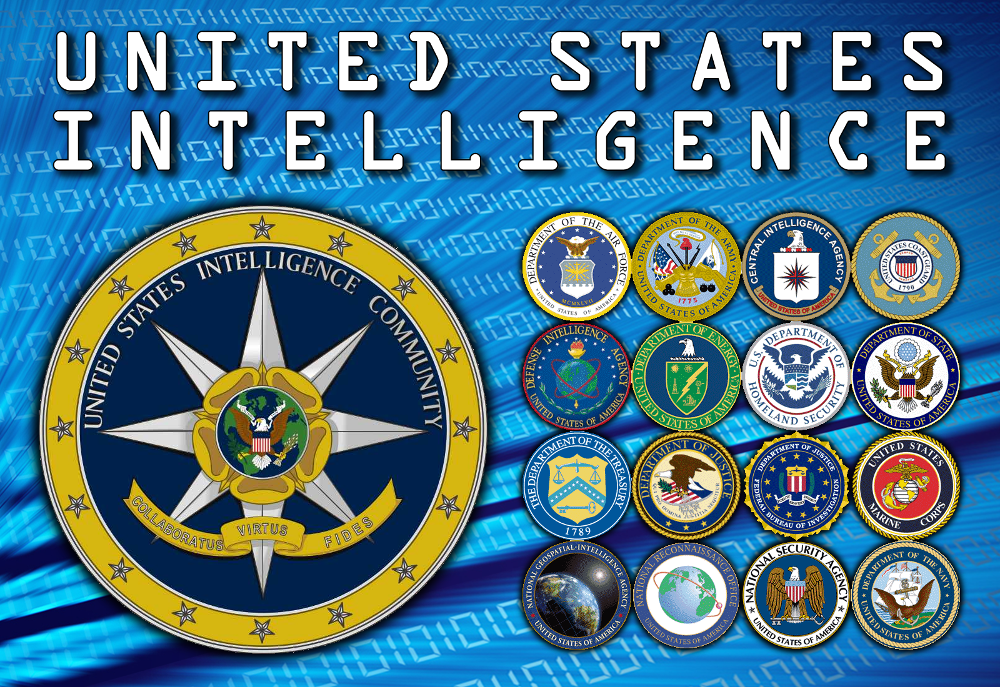 UNITED STATES
INTELLIGENCE
UNITED STATES INTELLIGENCE COMMUNITY
COLLABORATUS VIRTUS FIDES
DEPARTMENT OF THE AIR FORCE
MCMXLVII
UNITED STATES OF AMERICA
DEPARTMENT OF THE ARMY
1775
UNITED STATES OF AMERICA
CENTRAL INTELLIGENCE AGENCY
UNITED STATES OF AMERICA
UNITED STATES COAST GUARD
1790
DEFENSE INTELLIGENCE AGENCY
UNITED STATES OF AMERICA
DEPARTMENT OF ENERGY
UNITED STATES OF AMERICA
U.S. DEPARTMENT OF
HOMELAND SECURITY
DEPARTMENT OF STATE
UNITED STATES OF AMERICA
THE DEPARTMENT OF THE TREASURY
1789
DEPARTMENT OF JUSTICE
QUI PRO DOMINA JUSTITIA SEQUITUR
DEPARTMENT OF JUSTICE
FIDELITY BRAVERY INTEGRITY
FEDERAL BUREAU OF INVESTIGATION
UNITED STATES
MARINE CORPS
NATIONAL GEOSPATIAL-INTELLIGENCE AGENCY
UNITED STATES OF AMERICA
NATIONAL RECONNAISSANCE OFFICE
UNITED STATES OF AMERICA
NATIONAL SECURITY AGENCY
UNITED STATES OF AMERICA
DEPARTMENT OF THE NAVY
UNITED STATES OF AMERICA